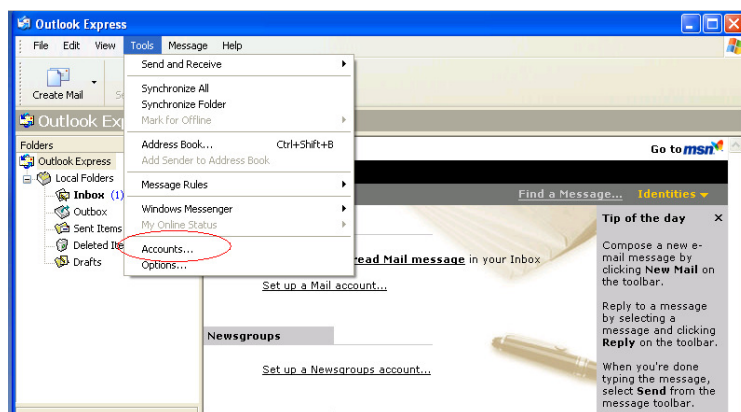 Outlook Express
File Edit View Tools Message Help
Create Mail
Send and Receive
Synchronize All
Synchronize Folder
Mark for Offline
Address Book... Ctrl+Shift+B
Add Sender to Address Book
Message Rules
Windows Messenger
My Online Status
Accounts...
Options...
Outlook Ex
Folders
Outlook Express
Local Folders
Inbox (1)
Outbox
Sent Items
Deleted Ite
Drafts
Go to msn
Find a Message... Identities
read Mail message in your Inbox
Set up a Mail account...
Newsgroups
Set up a Newsgroups account...
Tip of the day X
Compose a new e-
mail message by
clicking New Mail on
the toolbar.
Reply to a message
by selecting a
message and clicking
Reply on the toolbar.
When you're done
typing the message,
select Send from the
message toolbar.